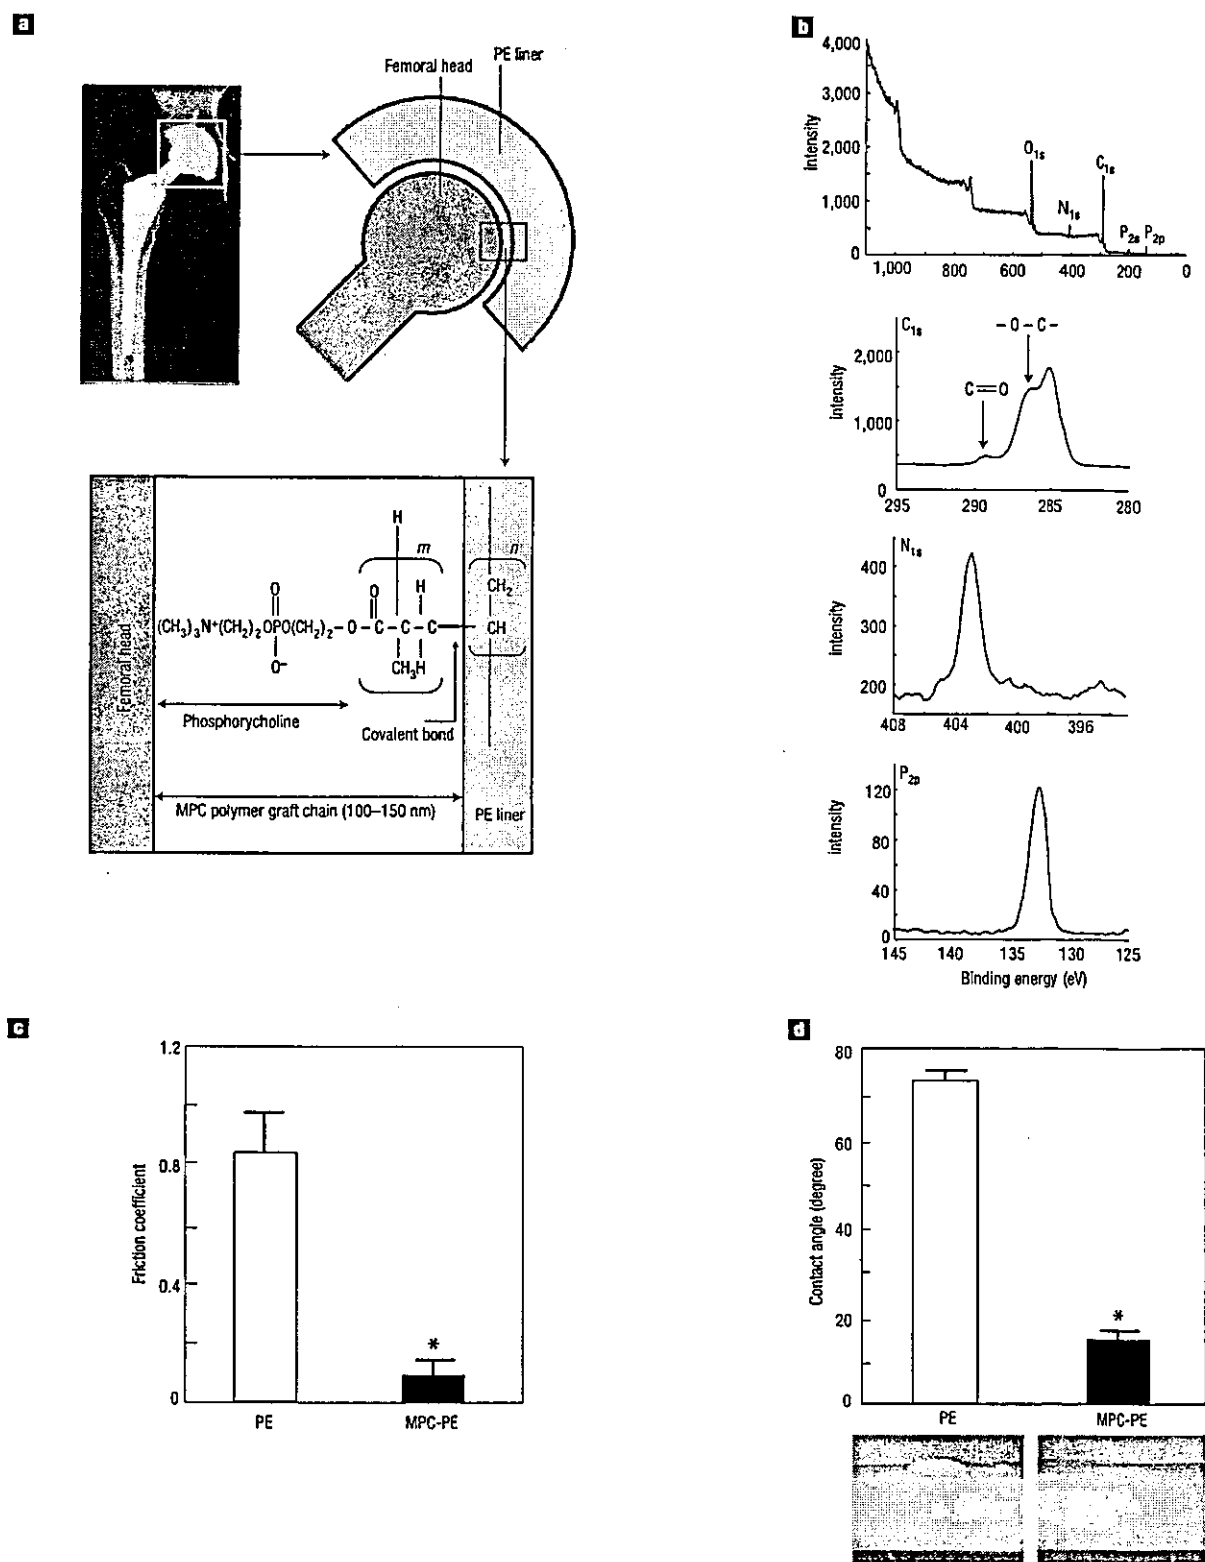 a
Femoral head
PE liner
Femoral head
H
m
n
O
O
H
CH2
(CH3)3N+(CH2)2OPO(CH2)2-O-C-C-C
CH
O-
CH3H
Phosphorycholine
Covalent bond
MPC polymer graft chain (100–150 nm)
PE liner
b
4,000
3,000
2,000
1,000
0
intensity
O1s
N1s
C1s
P2s P2p
1,000 800 600 400 200 0
C1s
-O-C-
C=O
2,000
1,000
0
intensity
295 290 285 280
N1s
400
300
200
intensity
408 404 400 396
P2p
120
80
40
0
intensity
145 140 135 130 125
Binding energy (eV)
c
1.2
0.8
0.4
0
Friction coefficient
*
PE MPC-PE
d
80
60
40
20
0
Contact angle (degree)
*
PE MPC-PE